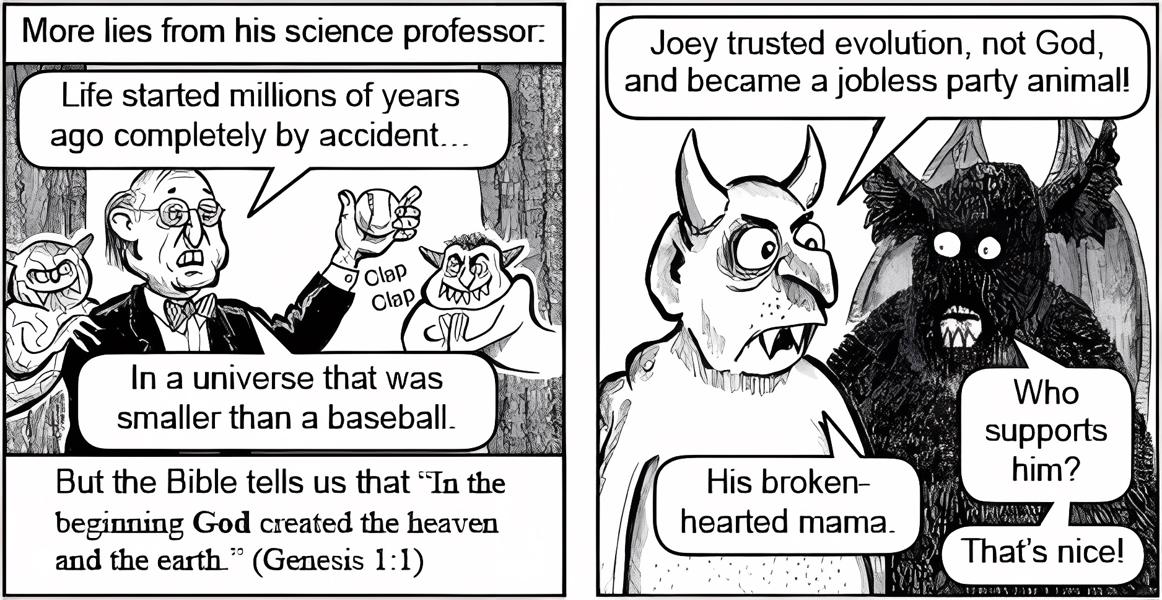 More lies from his science professor:
Life started millions of years
ago completely by accident...
Clap
Clap
In a universe that was
smaller than a baseball.
But the Bible tells us that “In the
beginning God created the heaven
and the earth.” (Genesis 1:1)
Joey trusted evolution, not God,
and became a jobless party animal!
Who
supports
him?
His broken-
hearted mama.
That's nice!